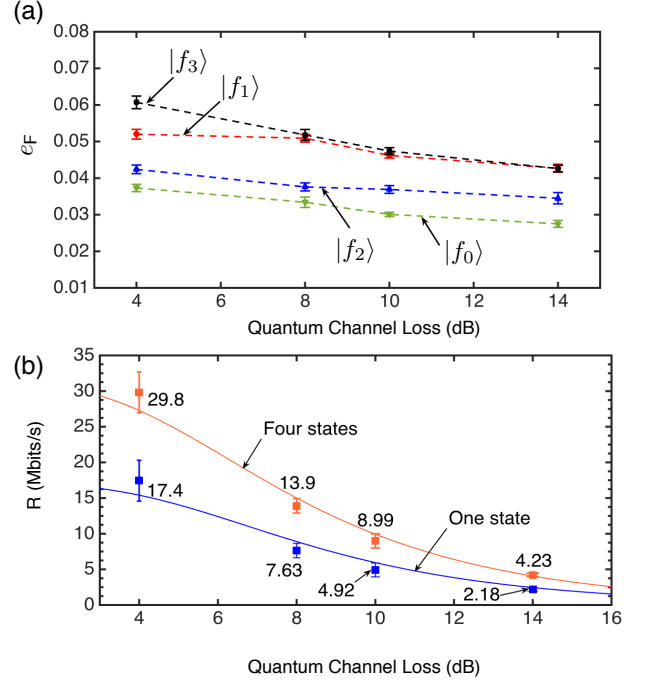 (a)
0.08
0.07
0.06
0.05
0.04
0.03
0.02
0.01
e_F
|f_3⟩
|f_1⟩
|f_2⟩
|f_0⟩
4 6 8 10 12 14
Quantum Channel Loss (dB)
(b)
35
30
25
20
15
10
5
0
R (Mbits/s)
29.8
Four states
17.4
13.9
8.99
One state
7.63
4.92
4.23
2.18
4 6 8 10 12 14 16
Quantum Channel Loss (dB)